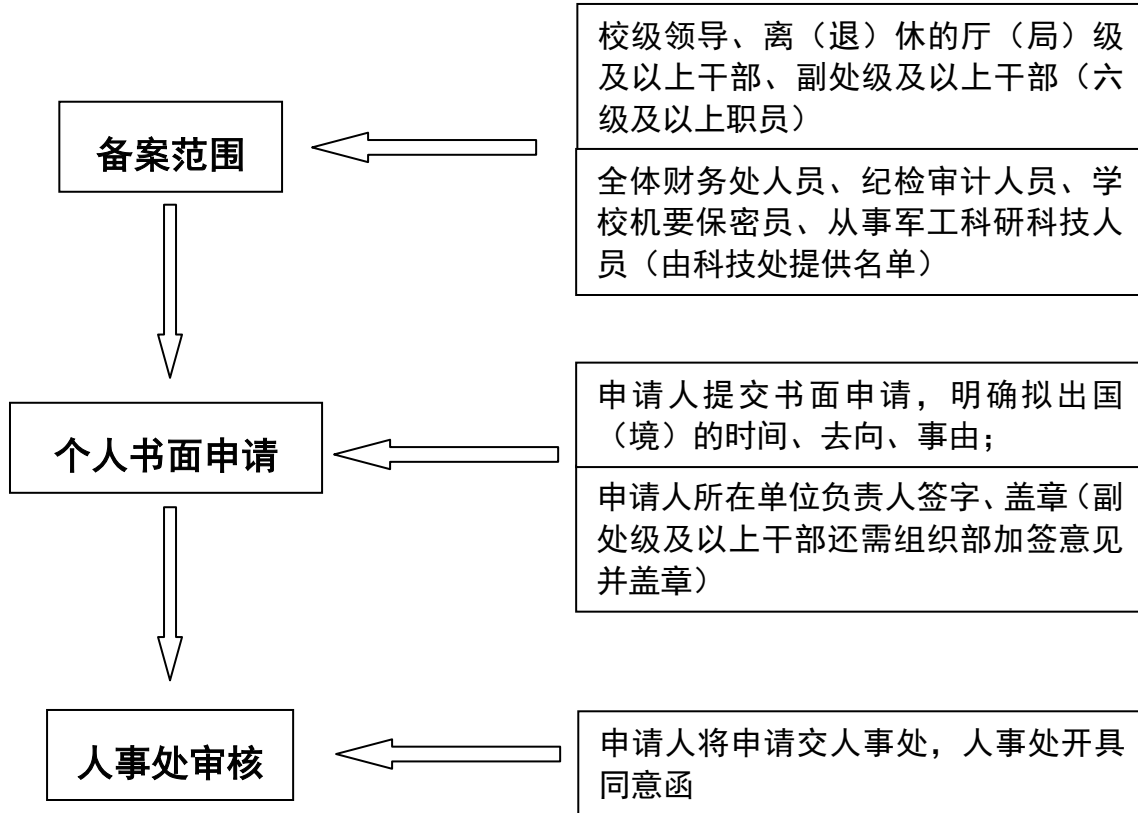 校级领导、离（退）休的厅（局）级
及以上干部、副处级及以上干部（六
级及以上职员）
备案范围
全体财务处人员、纪检审计人员、学
校机要保密员、从事军工科研科技人
员（由科技处提供名单）
申请人提交书面申请，明确拟出国
（境）的时间、去向、事由；
个人书面申请
申请人所在单位负责人签字、盖章（副
处级及以上干部还需组织部加签意见
并盖章）
人事处审核
申请人将申请交人事处，人事处开具
同意函